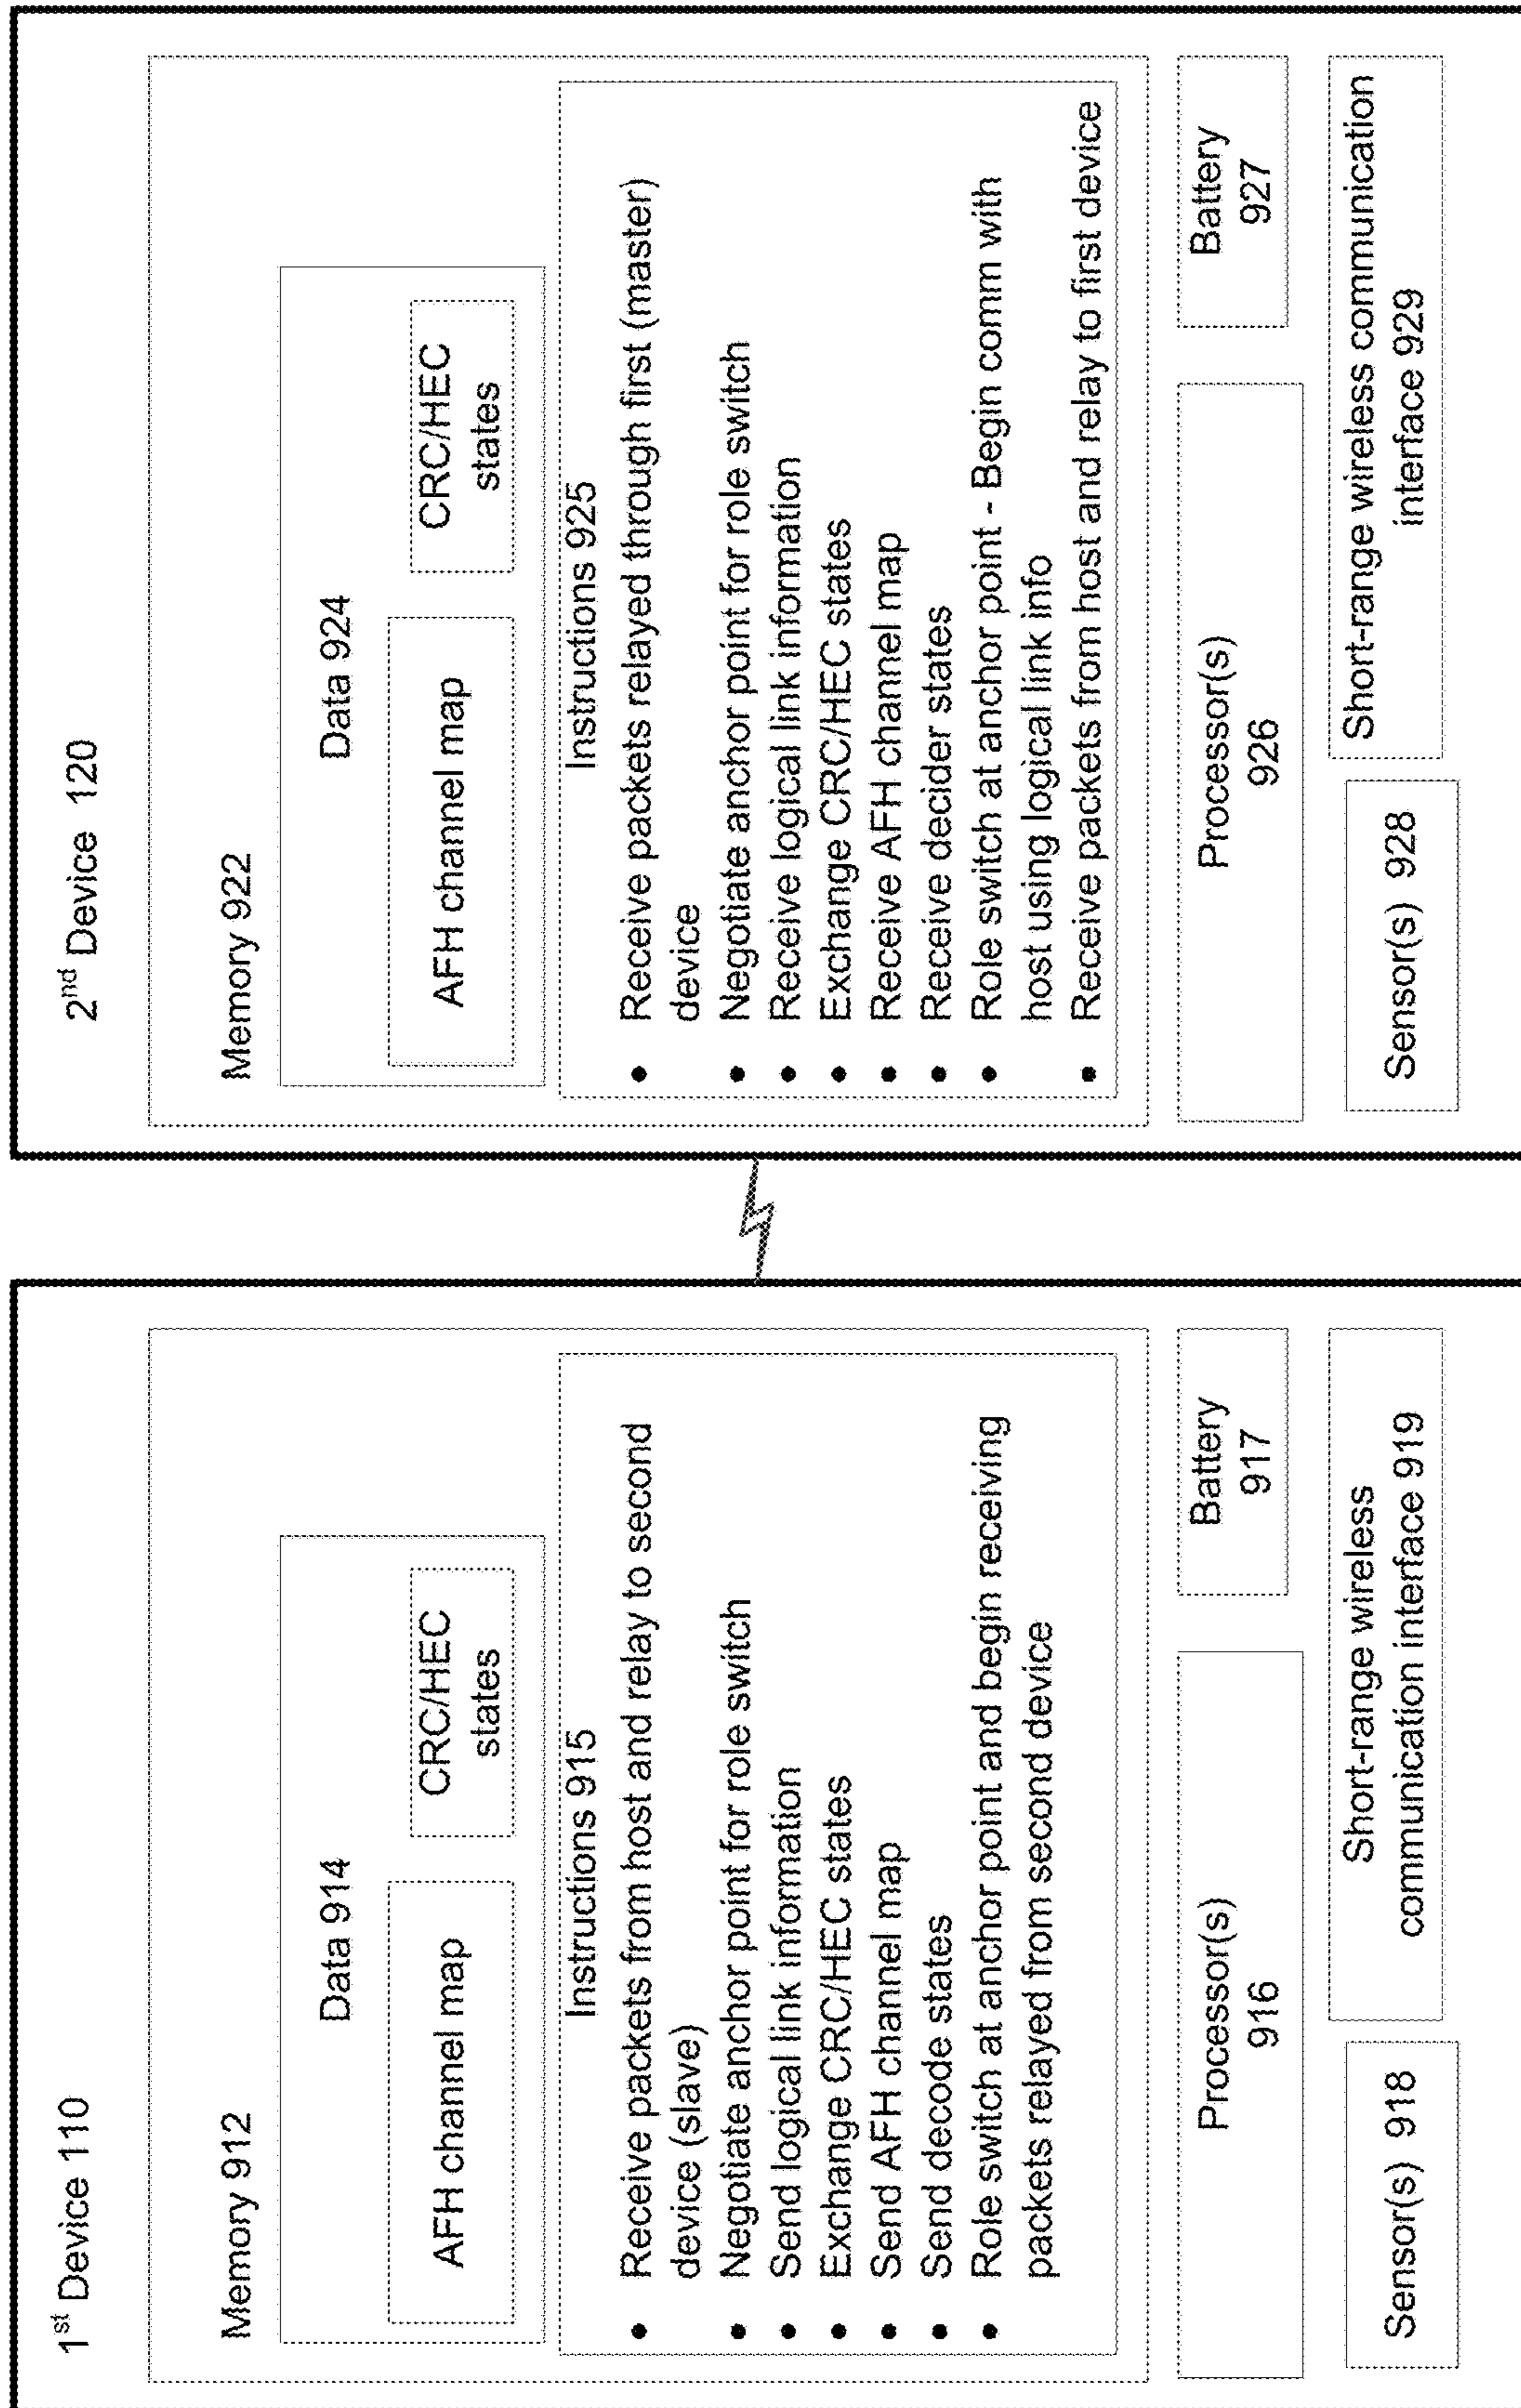 1st Device 110
Memory 912
Data 914
AFH channel map
CRC/HEC
states
Instructions 915
• Receive packets from host and relay to second
device (slave)
• Negotiate anchor point for role switch
• Send logical link information
• Exchange CRC/HEC states
• Send AFH channel map
• Send decode states
• Role switch at anchor point and begin receiving
packets relayed from second device
Processor(s)
916
Battery
917
Sensor(s) 918
Short-range wireless
communication interface 919
2nd Device 120
Memory 922
Data 924
AFH channel map
CRC/HEC
states
Instructions 925
• Receive packets relayed through first (master)
device
• Negotiate anchor point for role switch
• Receive logical link information
• Exchange CRC/HEC states
• Receive AFH channel map
• Receive decider states
• Role switch at anchor point - Begin comm with
host using logical link info
• Receive packets from host and relay to first device
Processor(s)
926
Battery
927
Sensor(s) 928
Short-range wireless communication
interface 929